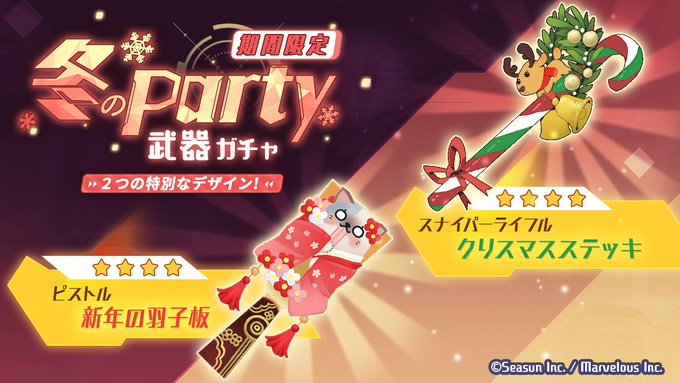 期間限定
冬のparty
武器ガチャ
2つの特別なデザイン!
★★★★
スナイパーライフル
クリスマスステッキ
★★★★
ピストル
新年の羽子板
©Seasun Inc. / Marvelous Inc.